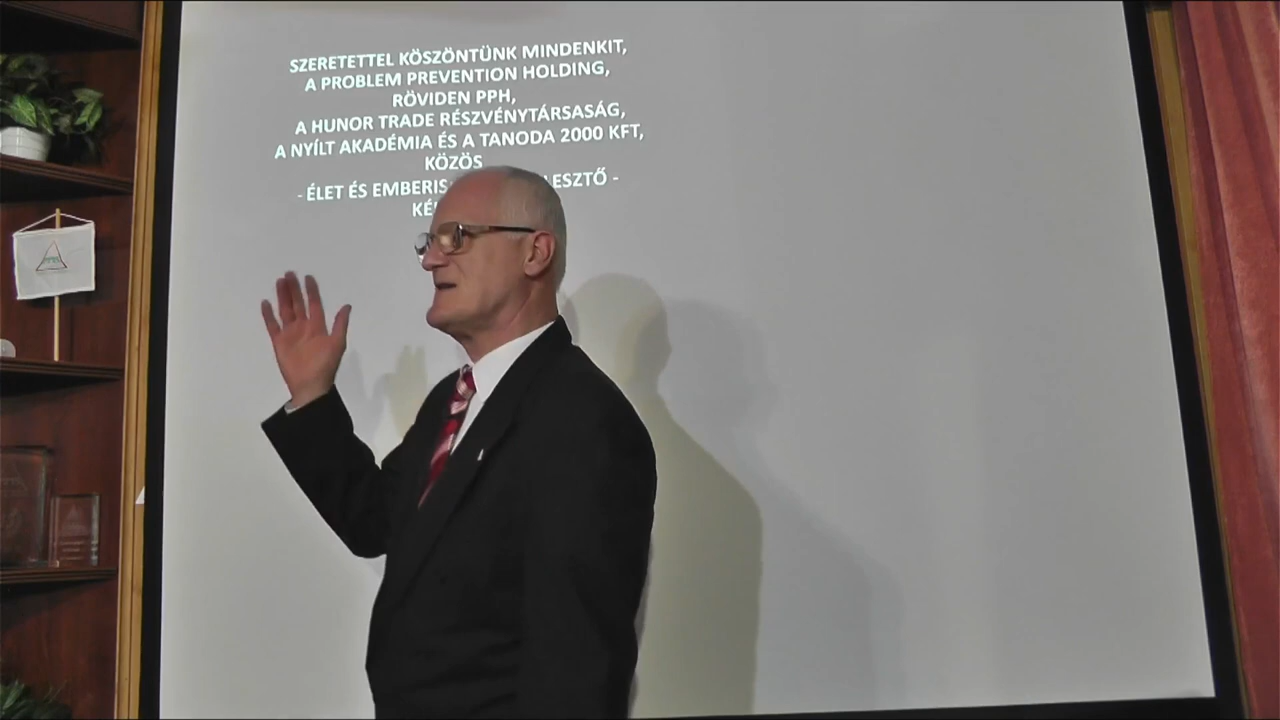 SZERETETTEL KÖSZÖNTÜNK MINDENKIT,
A PROBLEM PREVENTION HOLDING,
RÖVIDEN PPH,
A HUNOR TRADE RÉSZVÉNYTÁRSASÁG,
A NYÍLT AKADÉMIA ÉS A TANODA 2000 KFT,
KÖZÖS
- ÉLET ÉS -